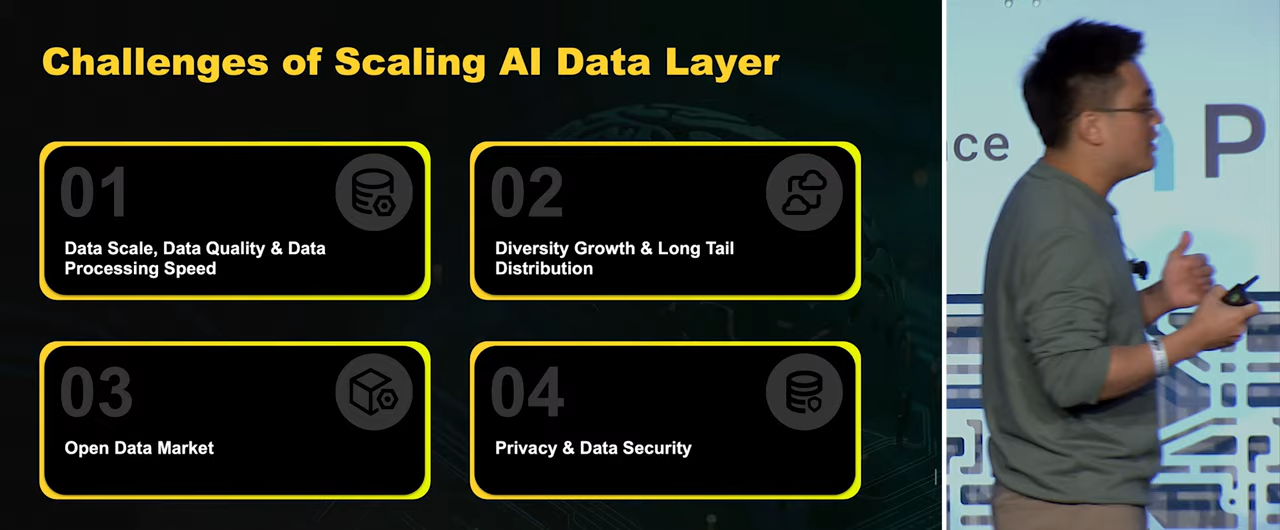 Challenges of Scaling AI Data Layer
01
Data Scale, Data Quality & Data
Processing Speed
02
Diversity Growth & Long Tail
Distribution
03
Open Data Market
04
Privacy & Data Security